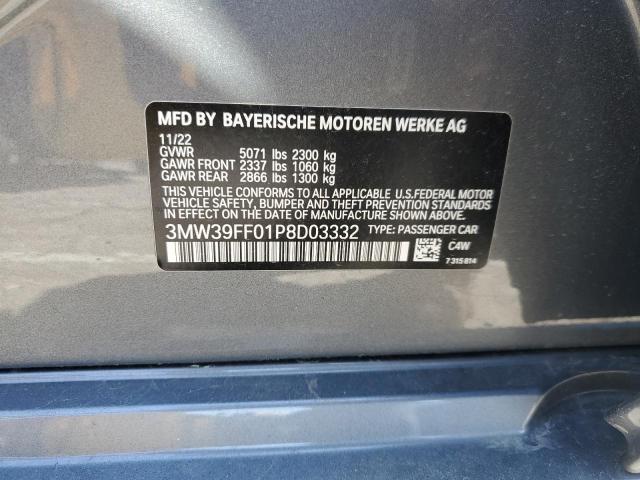 MFD BY BAYERISCHE MOTOREN WERKE AG
11/22
GVWR 5071 lbs 2300 kg
GAWR FRONT 2337 lbs 1060 kg
GAWR REAR 2866 lbs 1300 kg
THIS VEHICLE CONFORMS TO ALL APPLICABLE U.S.FEDERAL MOTOR
VEHICLE SAFETY, BUMPER, AND THEFT PREVENTION STANDARDS
IN EFFECT ON THE DATE OF MANUFACTURE SHOWN ABOVE.
3MW39FF01P8D03332 TYPE: PASSENGER CAR
C4W
7 315 814